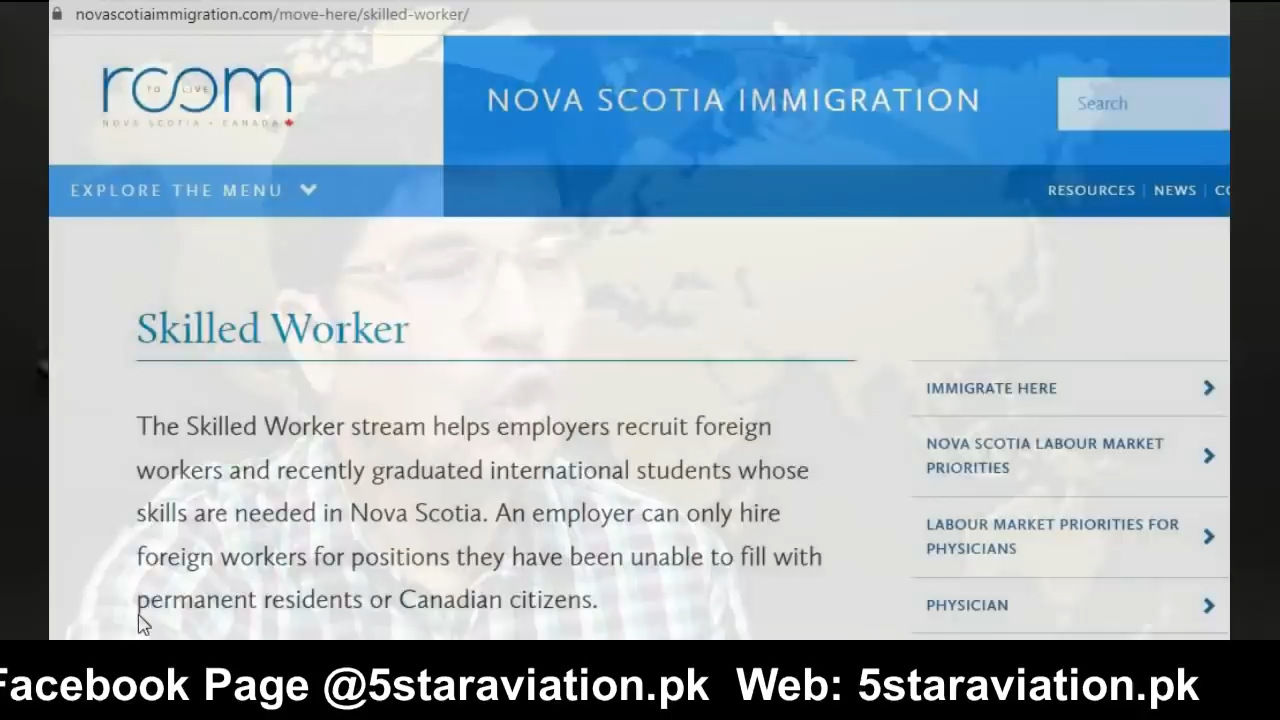 novascotiaimmigration.com/move-here/skilled-worker/
room
TO LIVE
NOVA SCOTIA • CANADA
NOVA SCOTIA IMMIGRATION
Search
EXPLORE THE MENU
RESOURCES | NEWS | CO
Skilled Worker
The Skilled Worker stream helps employers recruit foreign
workers and recently graduated international students whose
skills are needed in Nova Scotia. An employer can only hire
foreign workers for positions they have been unable to fill with
permanent residents or Canadian citizens.
IMMIGRATE HERE
NOVA SCOTIA LABOUR MARKET
PRIORITIES
LABOUR MARKET PRIORITIES FOR
PHYSICIANS
PHYSICIAN
Facebook Page @5staraviation.pk Web: 5staraviation.pk